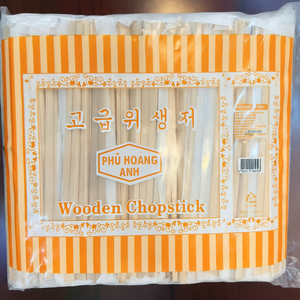 고급위생저
PHÚ HOANG
ANH
Wooden Chopstick